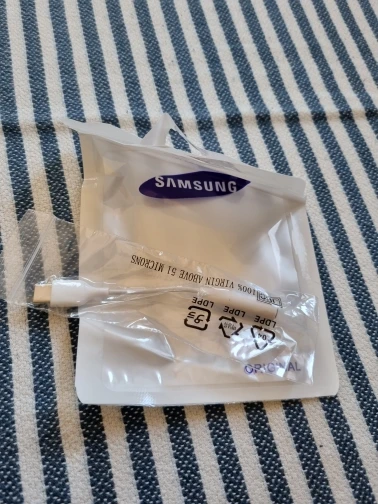 SAMSUNG
100% VIRGIN ABOVE 51 MICRONS
LDPE
LDPE
LDPE
ORIGINAL